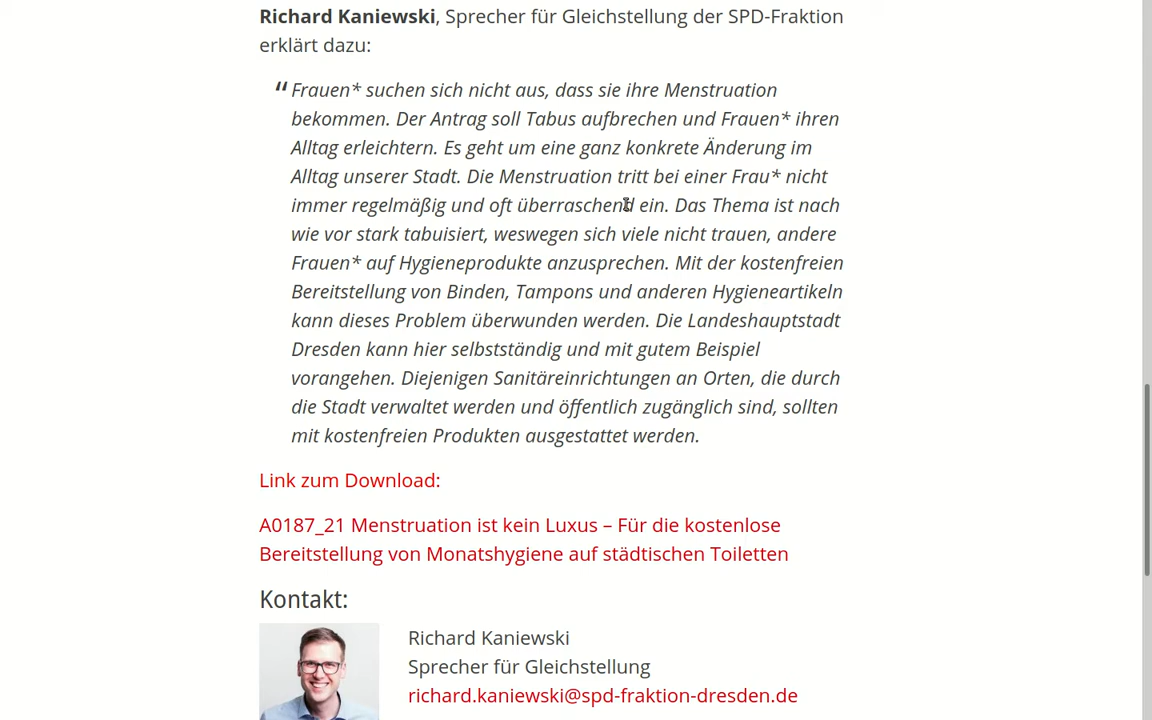 Richard Kaniewski, Sprecher für Gleichstellung der SPD-Fraktion
erklärt dazu:
“ Frauen* suchen sich nicht aus, dass sie ihre Menstruation
bekommen. Der Antrag soll Tabus aufbrechen und Frauen* ihren
Alltag erleichtern. Es geht um eine ganz konkrete Änderung im
Alltag unserer Stadt. Die Menstruation tritt bei einer Frau* nicht
immer regelmäßig und oft überraschend ein. Das Thema ist nach
wie vor stark tabuisiert, weswegen sich viele nicht trauen, andere
Frauen* auf Hygieneprodukte anzusprechen. Mit der kostenfreien
Bereitstellung von Binden, Tampons und anderen Hygieneartikeln
kann dieses Problem überwunden werden. Die Landeshauptstadt
Dresden kann hier selbstständig und mit gutem Beispiel
vorangehen. Diejenigen Sanitäreinrichtungen an Orten, die durch
die Stadt verwaltet werden und öffentlich zugänglich sind, sollten
mit kostenfreien Produkten ausgestattet werden.
Link zum Download:
A0187_21 Menstruation ist kein Luxus – Für die kostenlose
Bereitstellung von Monatshygiene auf städtischen Toiletten
Kontakt:
Richard Kaniewski
Sprecher für Gleichstellung
richard.kaniewski@spd-fraktion-dresden.de